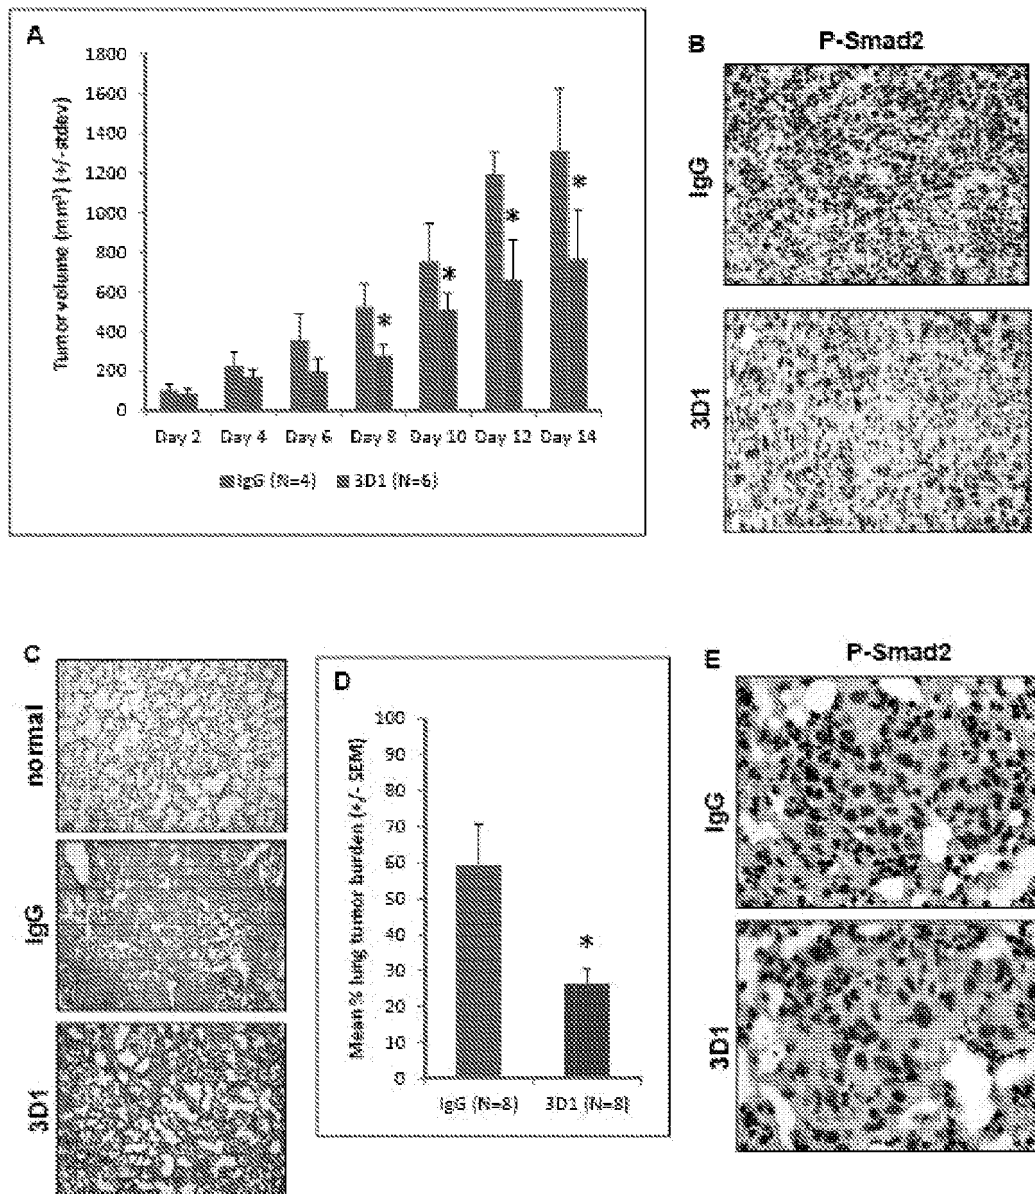 A
Tumor volume (mm³) (+/-stdev)
1800
1600
1400
1200
1000
800
600
400
200
0
Day 2 Day 4 Day 6 Day 8 Day 10 Day 12 Day 14
IgG (N=4) 3D1 (N=6)
* * * *
B
P-Smad2
IgG
3D1
C
normal
IgG
3D1
D
Mean % lung tumor burden (+/- SEM)
100
90
80
70
60
50
40
30
20
10
0
*
IgG (N=8) 3D1 (N=8)
E
P-Smad2
IgG
3D1